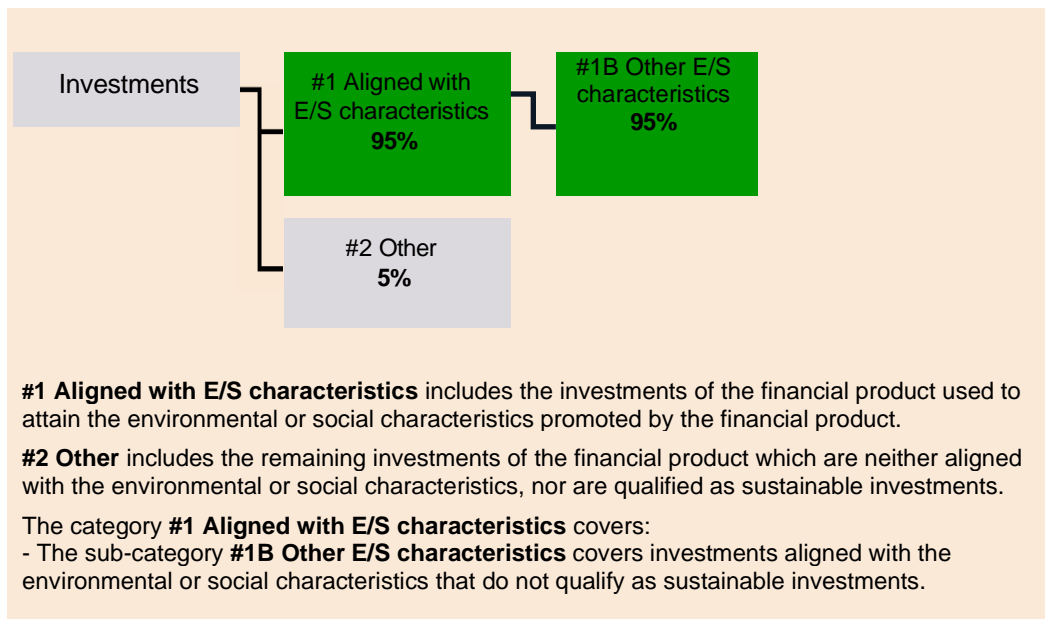 Investments
#1 Aligned with
E/S characteristics
95%
#1B Other E/S
characteristics
95%
#2 Other
5%
#1 Aligned with E/S characteristics includes the investments of the financial product used to
attain the environmental or social characteristics promoted by the financial product.
#2 Other includes the remaining investments of the financial product which are neither aligned
with the environmental or social characteristics, nor are qualified as sustainable investments.
The category #1 Aligned with E/S characteristics covers:
- The sub-category #1B Other E/S characteristics covers investments aligned with the
environmental or social characteristics that do not qualify as sustainable investments.